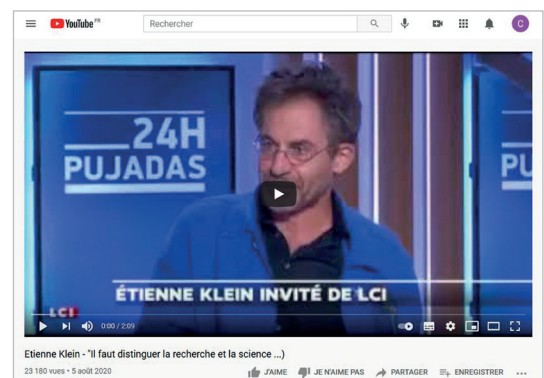 YouTube FR
Rechercher
C
24H
PUJADAS
PU
ÉTIENNE KLEIN INVITÉ DE LCI
LCI
0:00 / 2:09
Etienne Klein - "Il faut distinguer la recherche et la science ...)
23 180 vues • 5 août 2020
J'AIME
JE N'AIME PAS
PARTAGER
ENREGISTRER